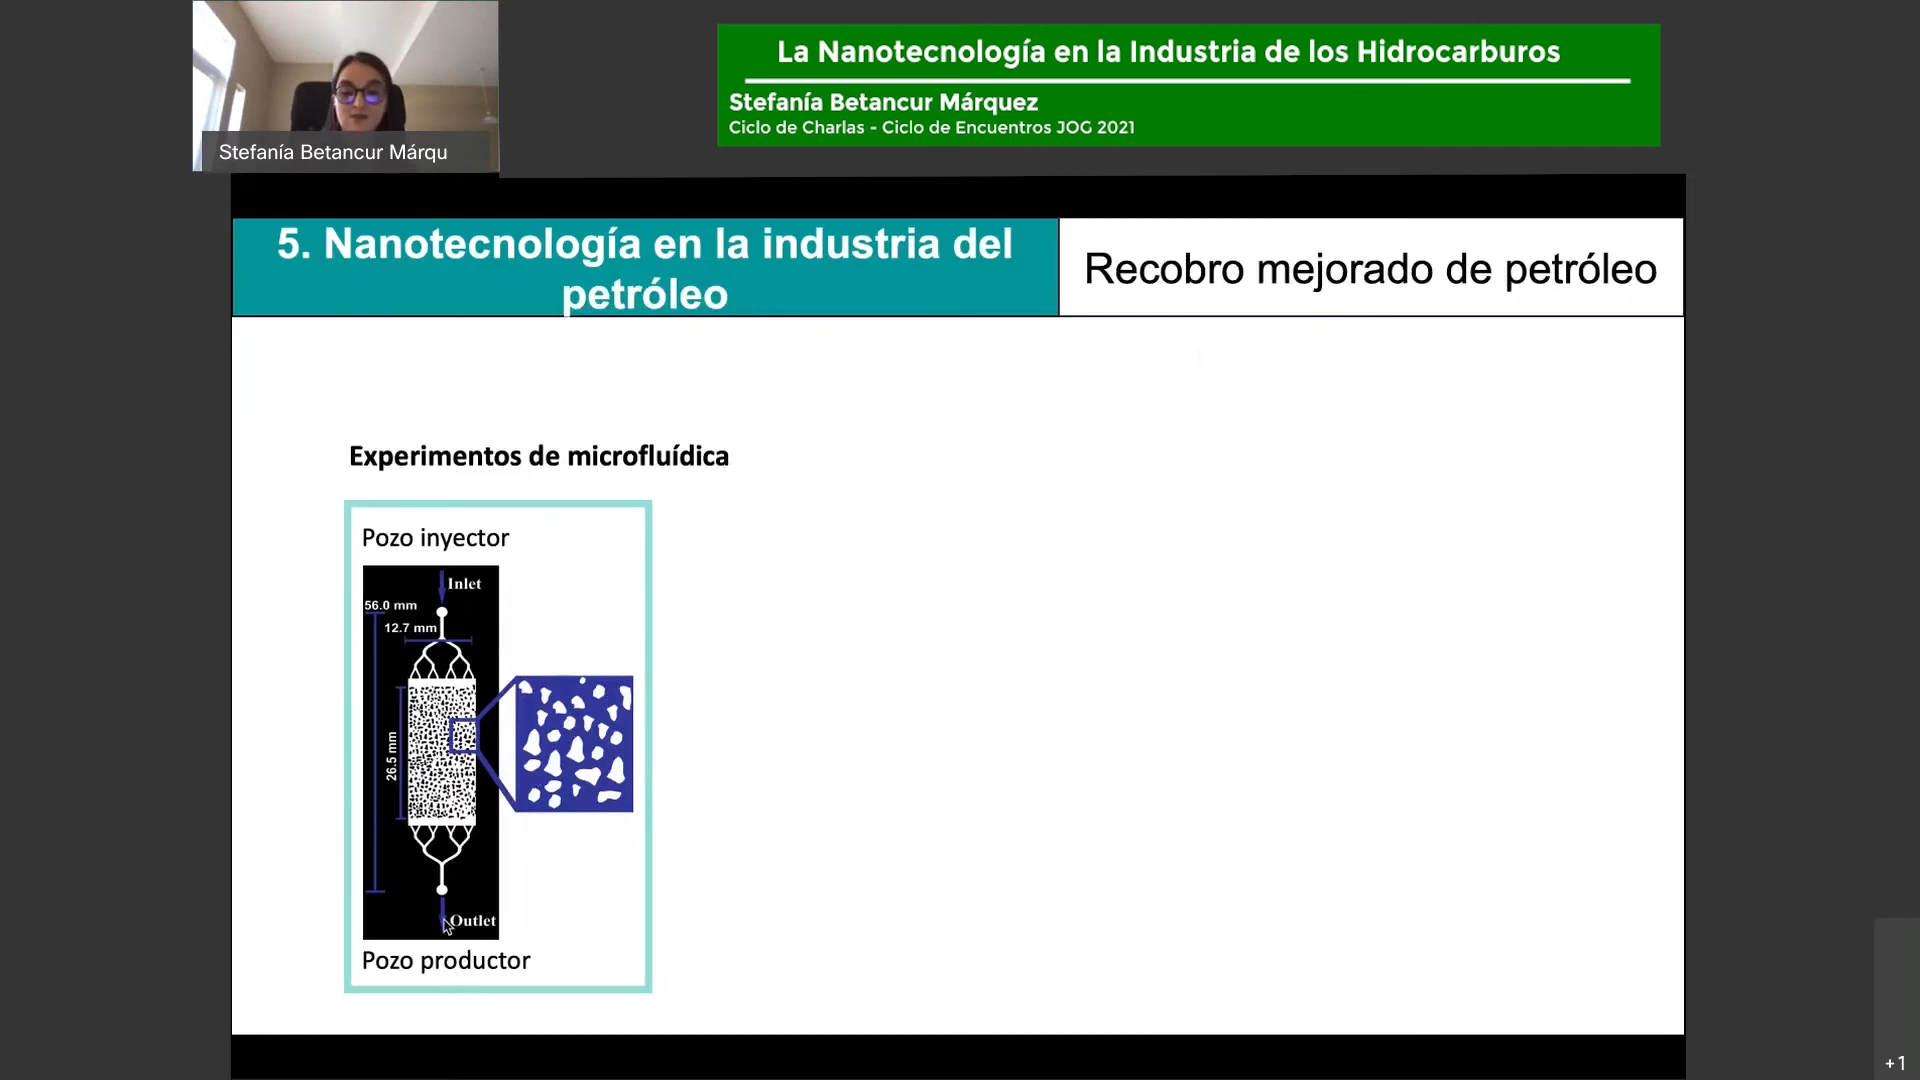 La Nanotecnología en la Industria de los Hidrocarburos
Stefanía Betancur Márquez
Ciclo de Charlas - Ciclo de Encuentros JOG 2021
Stefanía Betancur Márqu
5. Nanotecnología en la industria del
petróleo
Recobro mejorado de petróleo
Experimentos de microfluídica
Pozo inyector
Inlet
56.0 mm
12.7 mm
26.5 mm
Outlet
Pozo productor
+1